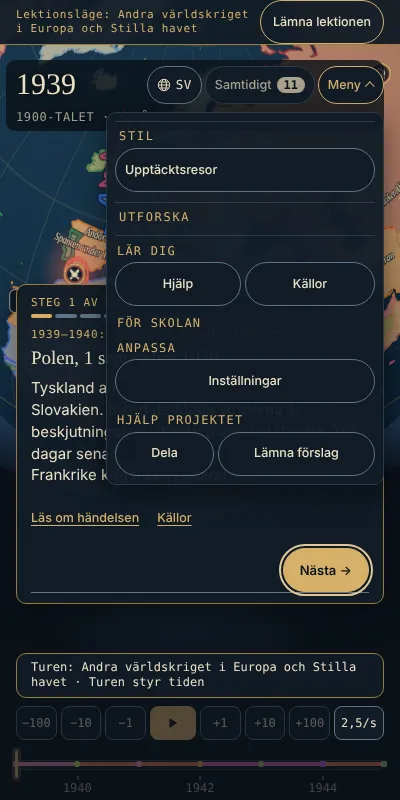 Lektionsläge: Andra världskriget
i Europa och Stilla havet
Lämna lektionen
1939
SV
Samtidigt 11
Meny
1900-TALET ·
STIL
Upptäcktsresor
UTFORSKA
LÄR DIG
Hjälp
Källor
FÖR SKOLAN
ANPASSA
Inställningar
HJÄLP PROJEKTET
Dela
Lämna förslag
Spanien under
STEG 1 AV
1939–1940:
Polen, 1 s
Tyskland a
Slovakien.
beskjutning
dagar sena
Frankrike k
Läs om händelsen
Källor
Nästa →
Turen: Andra världskriget i Europa och Stilla
havet · Turen styr tiden
−100
−10
−1
+1
+10
+100
2,5/s
1940
1942
1944